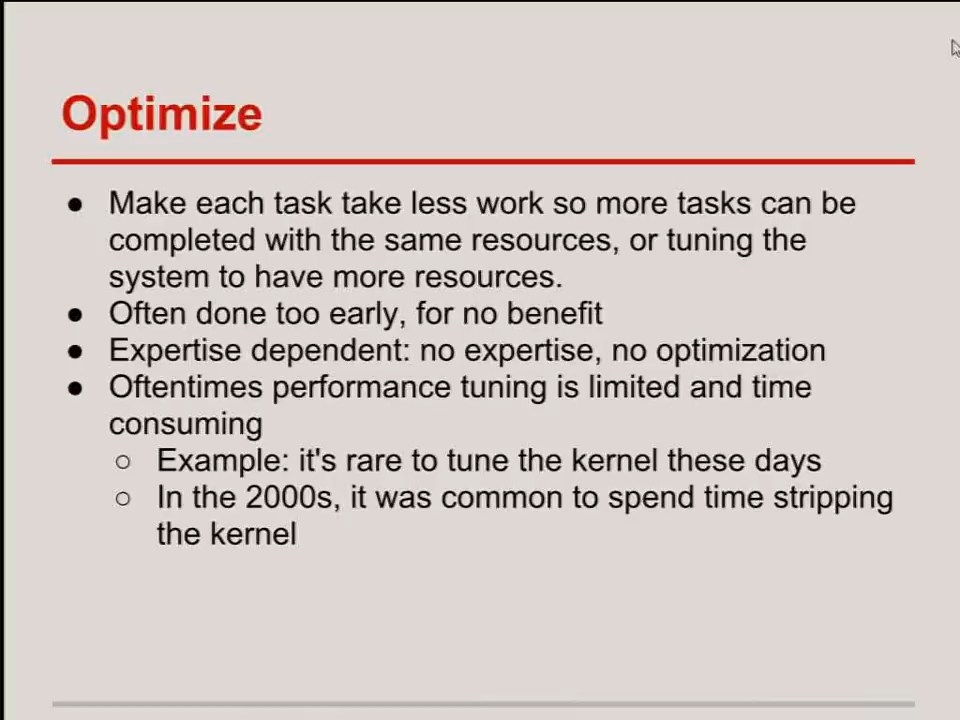 Optimize
● Make each task take less work so more tasks can be
completed with the same resources, or tuning the
system to have more resources.
● Often done too early, for no benefit
● Expertise dependent: no expertise, no optimization
● Oftentimes performance tuning is limited and time
consuming
○ Example: it's rare to tune the kernel these days
○ In the 2000s, it was common to spend time stripping
the kernel